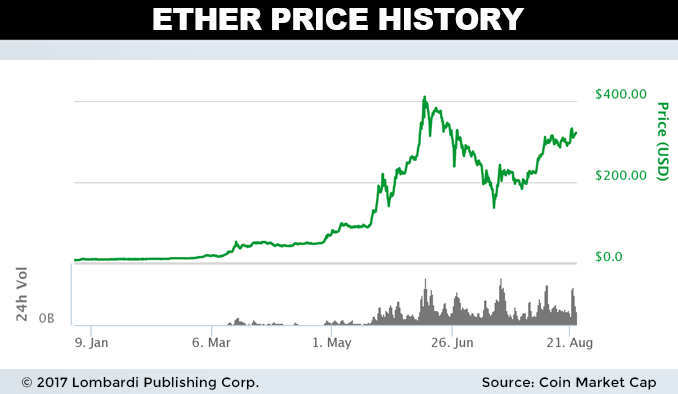 ETHER PRICE HISTORY
$400.00
$200.00
$0.0
Price (USD)
24h Vol
0B
9. Jan
6. Mar
1. May
26. Jun
21. Aug
© 2017 Lombardi Publishing Corp.
Source: Coin Market Cap